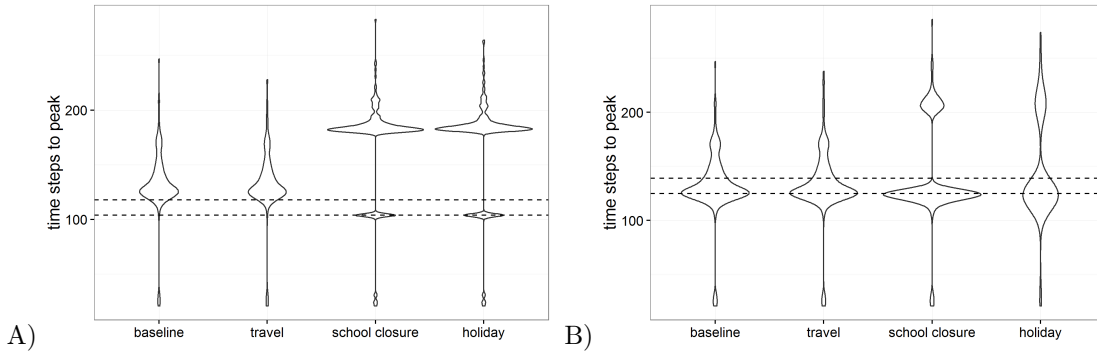 A)
time steps to peak
200
100
baseline travel school closure holiday
B)
time steps to peak
200
100
baseline travel school closure holiday